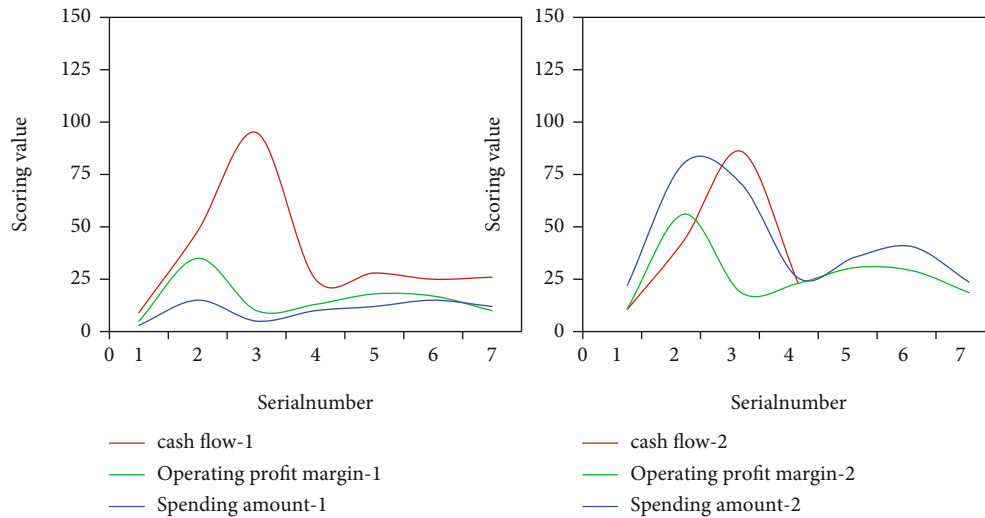 150
125
100
75
50
25
0
Scoring value
0 1 2 3 4 5 6 7
Serialnumber
cash flow-1
Operating profit margin-1
Spending amount-1
150
125
100
75
50
25
0
Scoring value
0 1 2 3 4 5 6 7
Serialnumber
cash flow-2
Operating profit margin-2
Spending amount-2